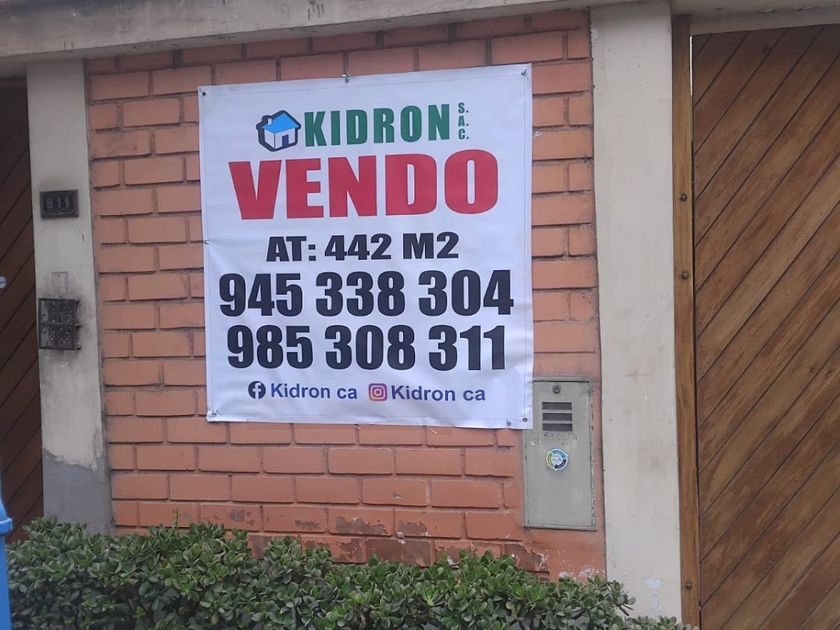 KIDRON S.A.C.
VENDO
AT: 442 M2
945 338 304
985 308 311
Kidron ca Kidron ca
611